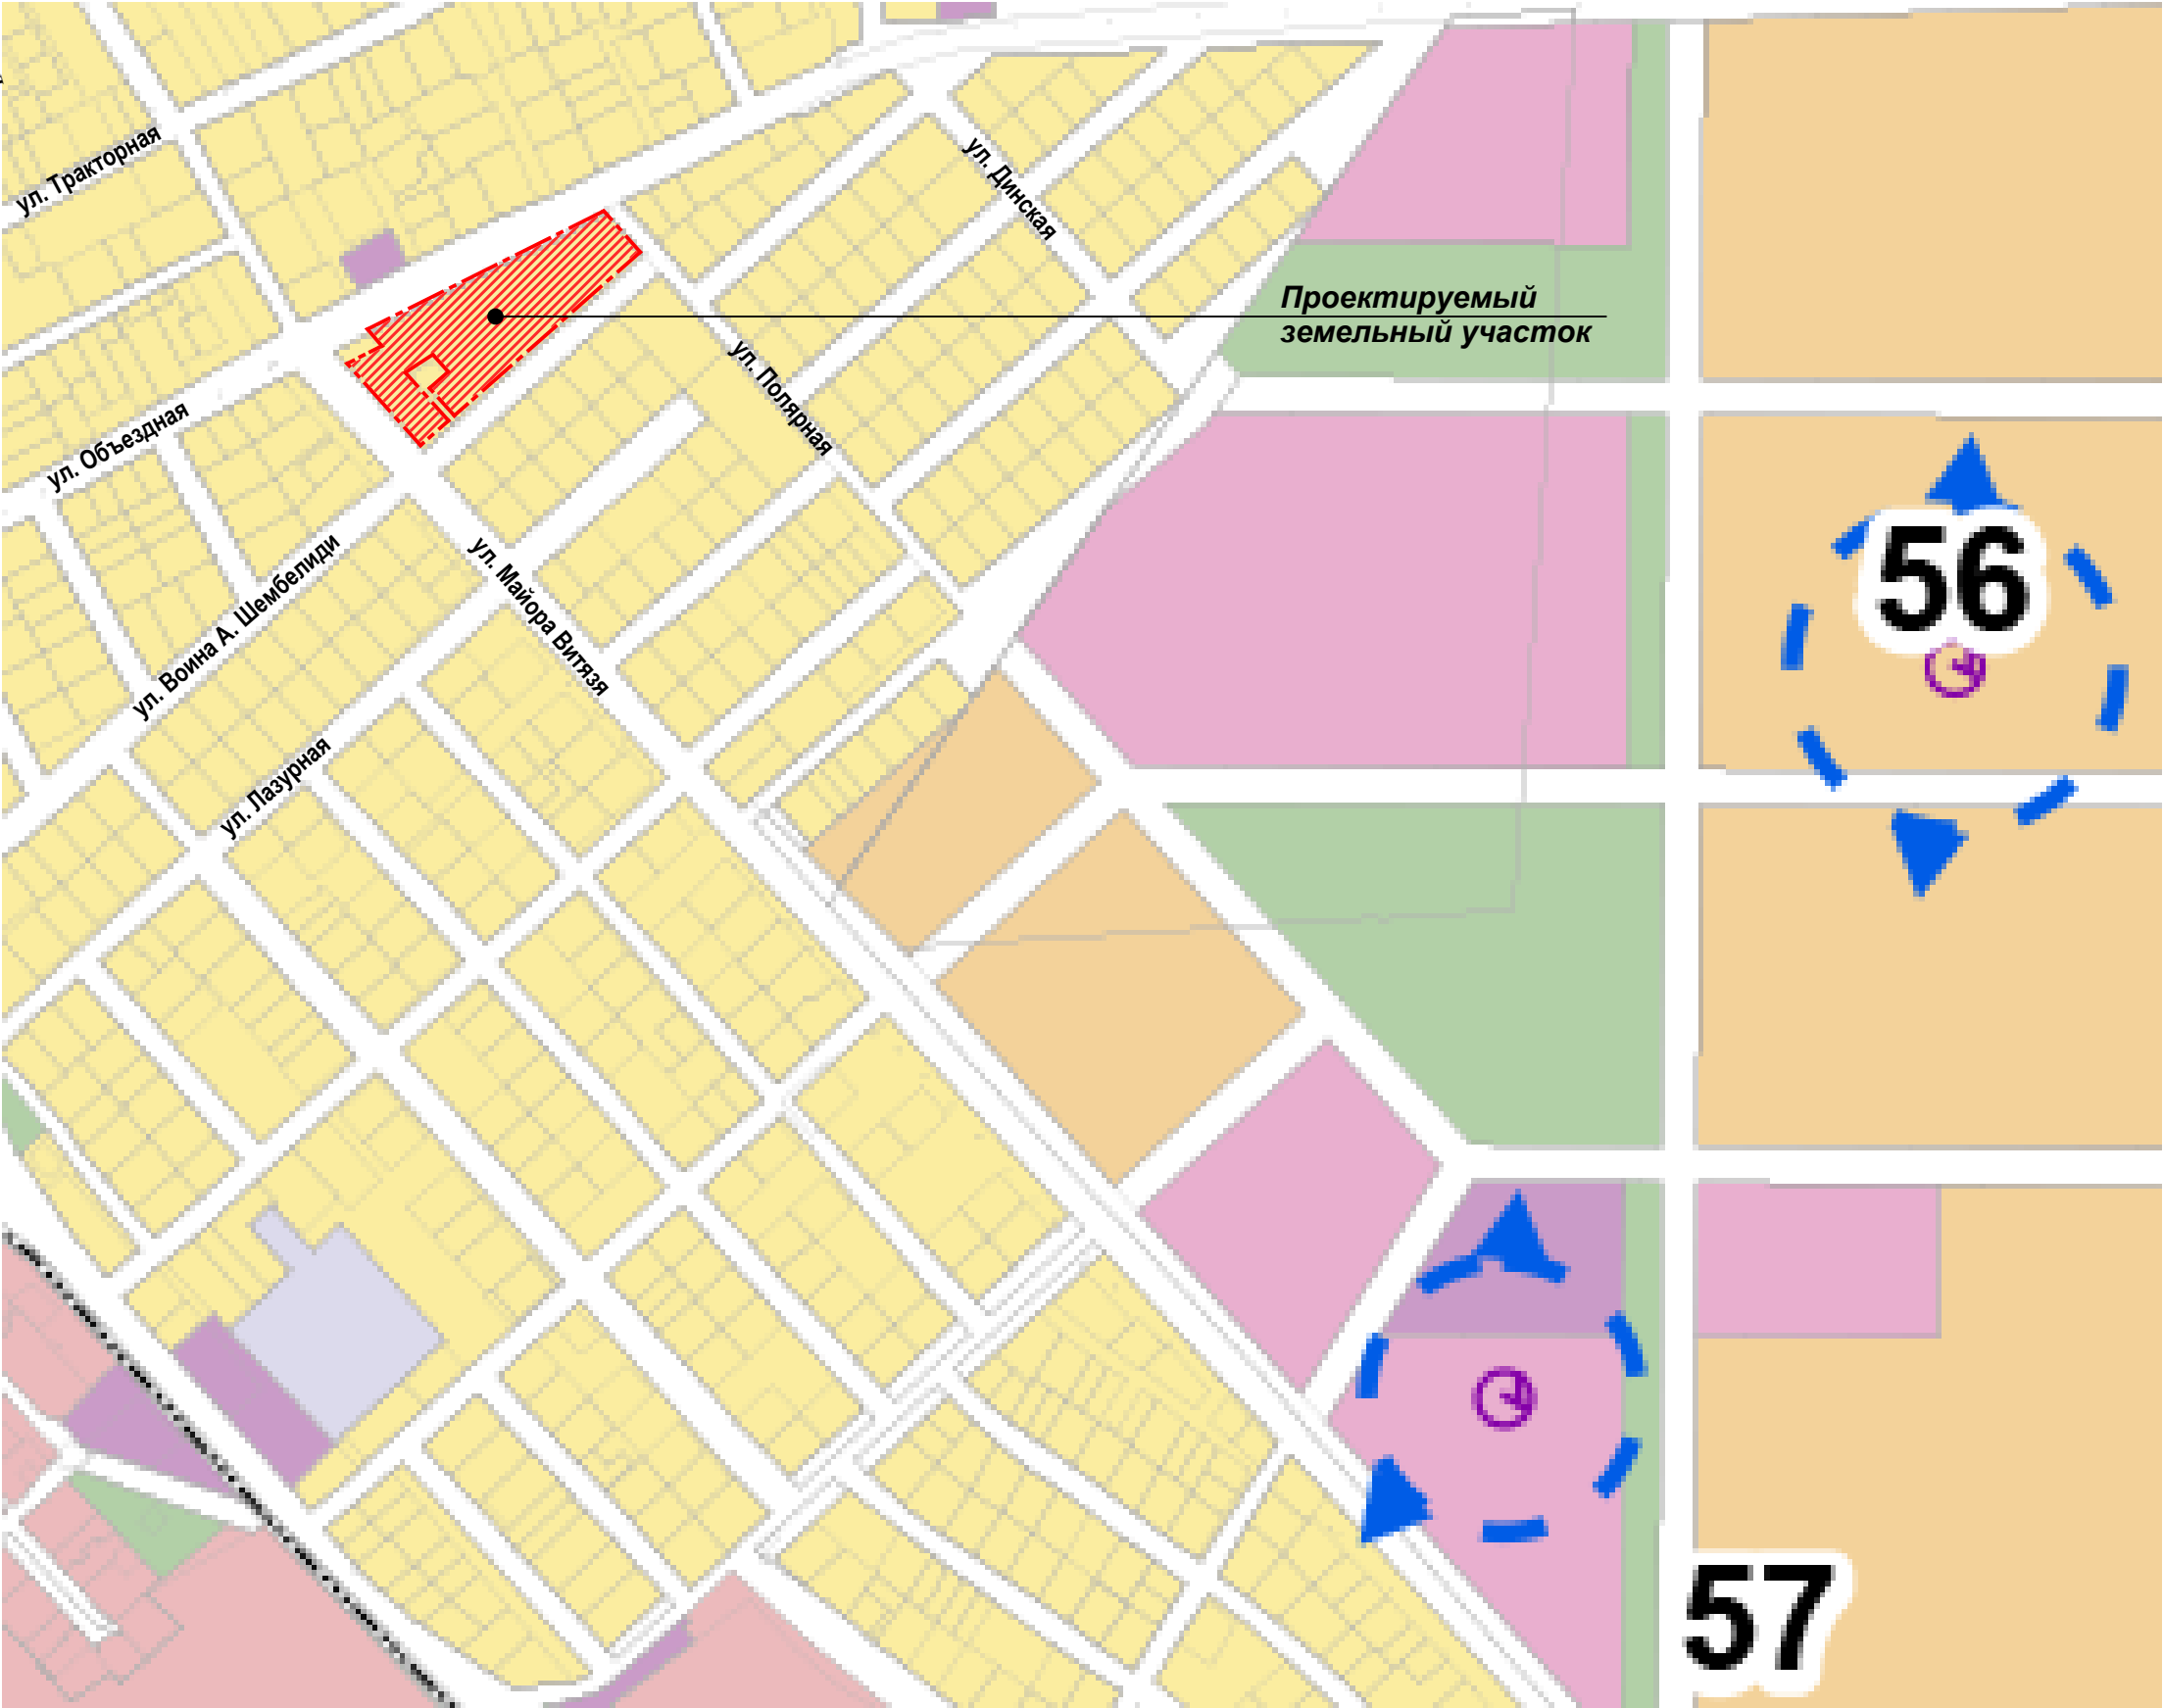 ул. Тракторная
ул. Динская
Проектируемый
земельный участок
ул. Полярная
ул. Объездная
ул. Майора Витязя
ул. Воина А. Шембелиди
ул. Лазурная
56
57